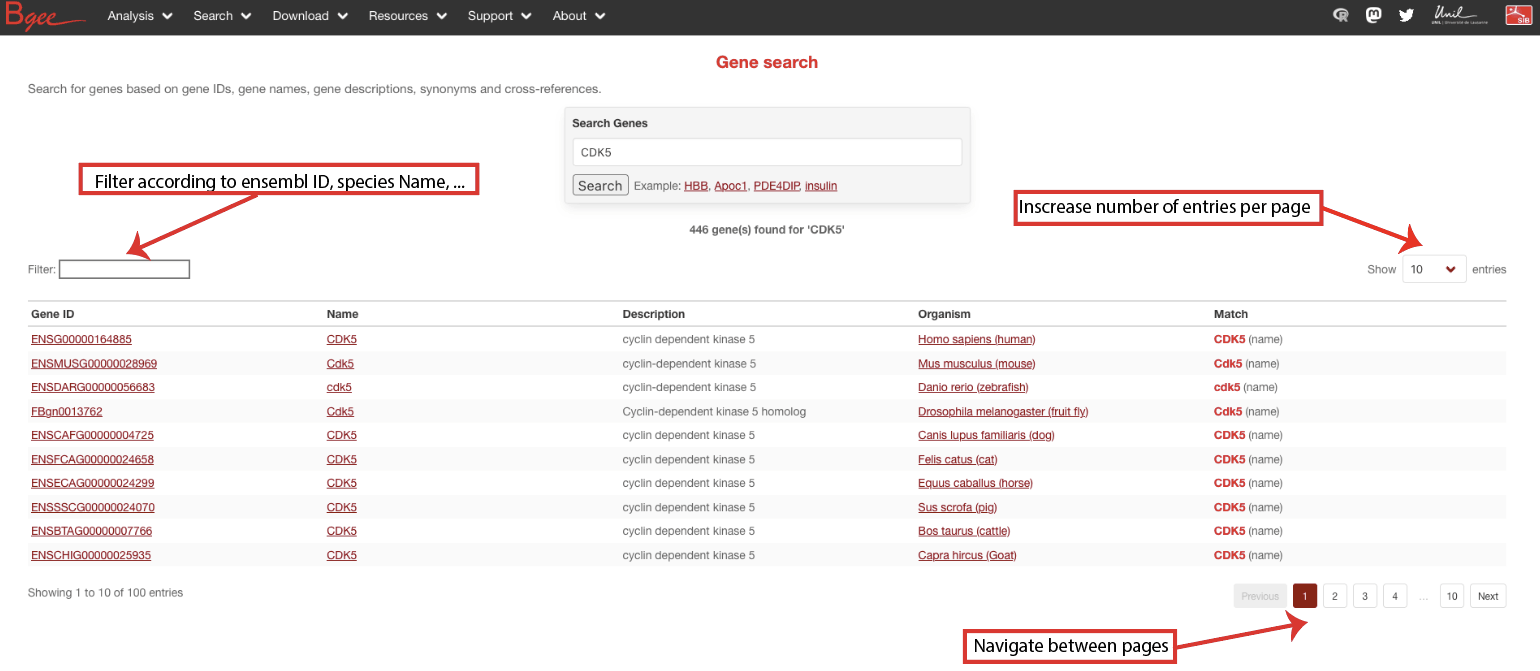 Bgee Analysis Search Download Resources Support About Unil SIB
Gene search
Search for genes based on gene IDs, gene names, gene descriptions, synonyms and cross-references.
Search Genes
CDK5
Search Example: HBB, Apoc1, PDE4DIP, insulin
Filter according to ensembl ID, species Name, ...
Inscrease number of entries per page
446 gene(s) found for 'CDK5'
Filter: Show 10 entries
Gene ID Name Description Organism Match
ENSG00000164885 CDK5 cyclin dependent kinase 5 Homo sapiens (human) CDK5 (name)
ENSMUSG00000028969 Cdk5 cyclin-dependent kinase 5 Mus musculus (mouse) Cdk5 (name)
ENSDARG00000056683 cdk5 cyclin-dependent kinase 5 Danio rerio (zebrafish) cdk5 (name)
FBgn0013762 Cdk5 Cyclin-dependent kinase 5 homolog Drosophila melanogaster (fruit fly) Cdk5 (name)
ENSCAFG00000004725 CDK5 cyclin dependent kinase 5 Canis lupus familiaris (dog) CDK5 (name)
ENSFCAG00000024658 CDK5 cyclin dependent kinase 5 Felis catus (cat) CDK5 (name)
ENSECAG00000024299 CDK5 cyclin dependent kinase 5 Equus caballus (horse) CDK5 (name)
ENSSSCG00000024070 CDK5 cyclin dependent kinase 5 Sus scrofa (pig) CDK5 (name)
ENSBTAG00000007766 CDK5 cyclin dependent kinase 5 Bos taurus (cattle) CDK5 (name)
ENSCHIG00000025935 CDK5 cyclin dependent kinase 5 Capra hircus (Goat) CDK5 (name)
Showing 1 to 10 of 100 entries Previous 1 2 3 4 ... 10 Next
Navigate between pages